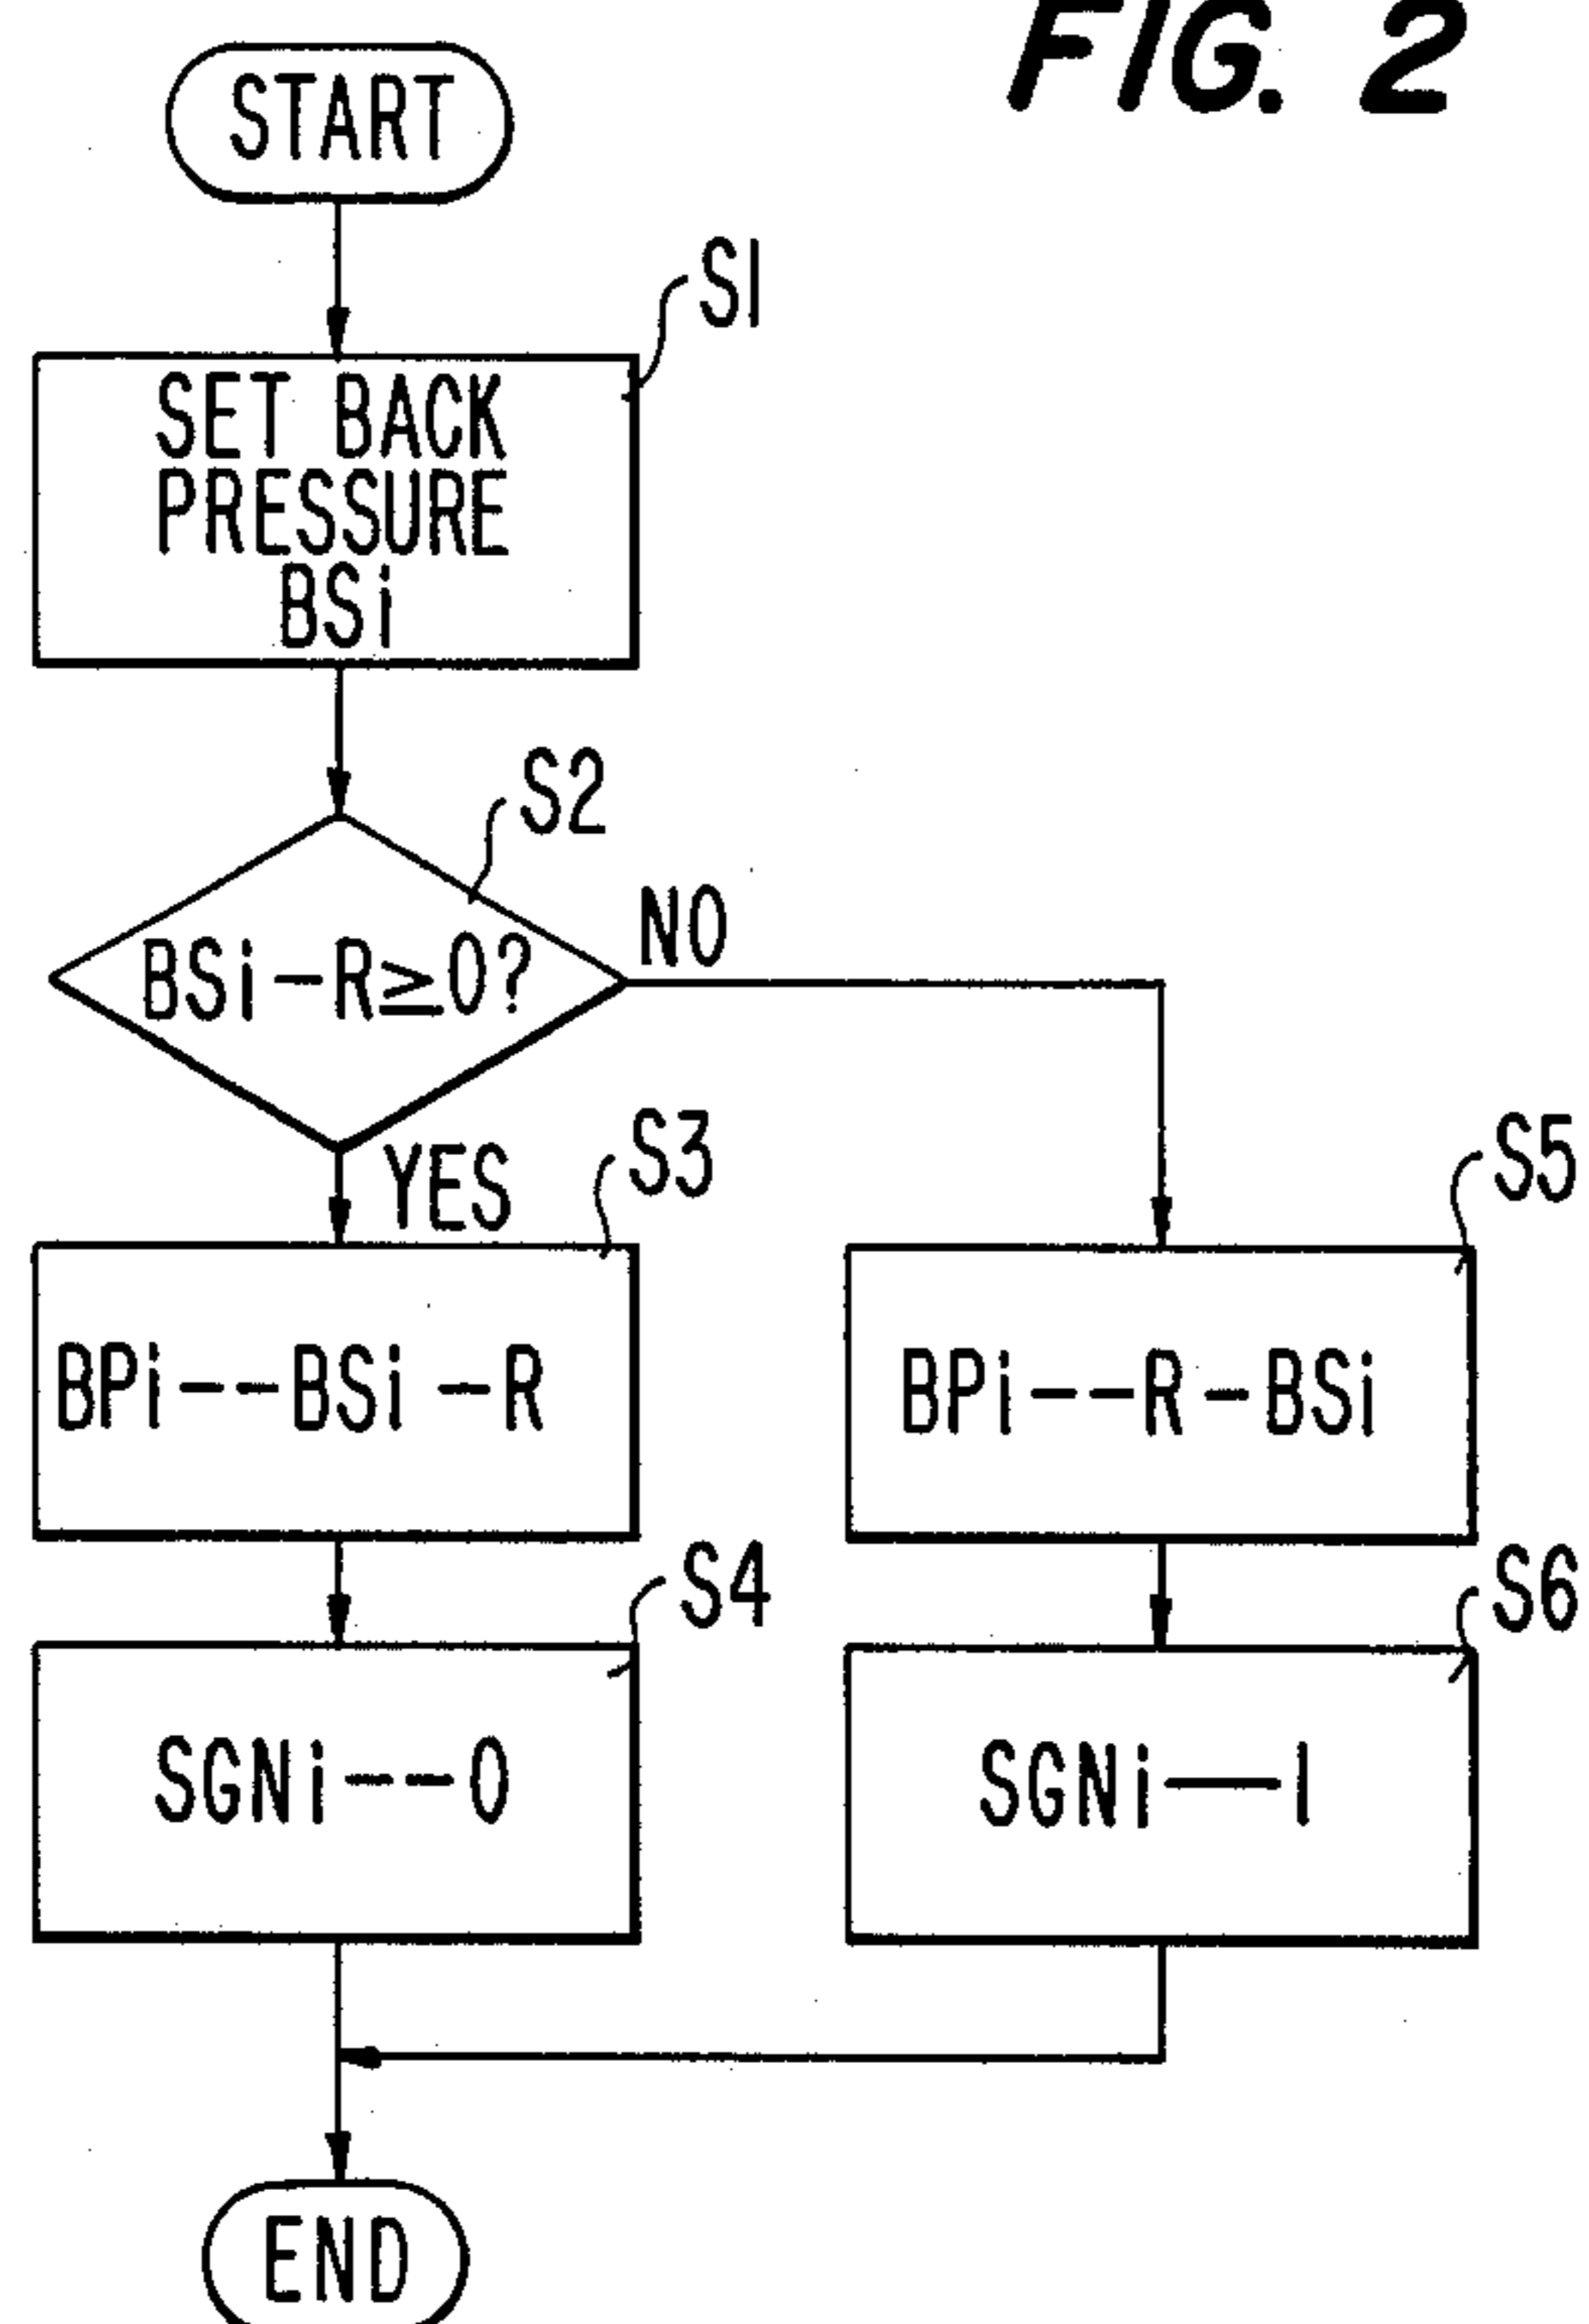 FIG. 2
START
S1
SET BACK
PRESSURE
BSi
S2
BSi-R≥0?
NO
YES
S3
S5
BPi--BSi-R
BPi--R-BSi
S4
S6
SGNi--0
SGNi—1
END